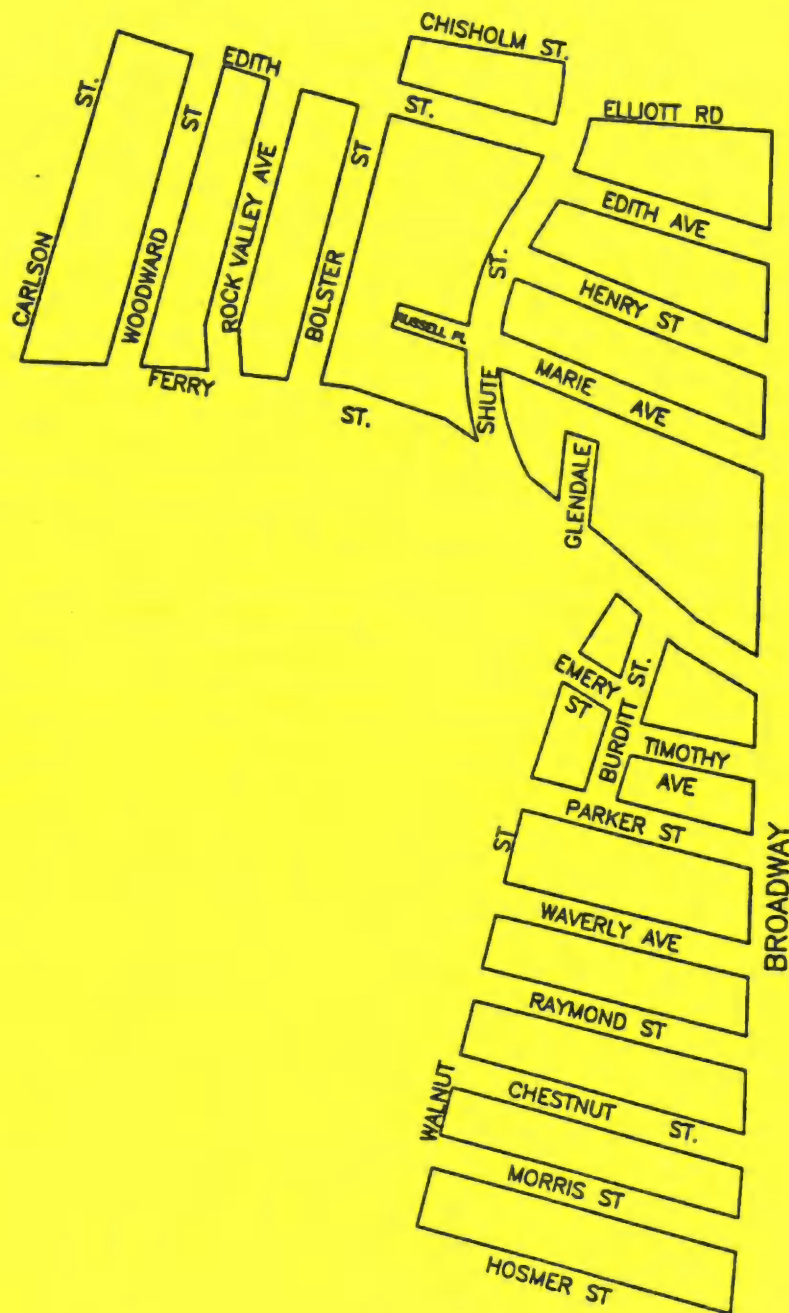 CHISHOLM ST.
EDITH
ST.
ST
ROCK VALLEY AVE
ST
ST.
ELLIOTT RD
EDITH AVE
ST.
HENRY ST
CARLSON
WOODWARD
BOLSTER
RUSSELL PL
MARIE AVE
FERRY
ST.
SHUTE
GLENDALE
EMERY
ST
BURDITT
ST.
TIMOTHY
AVE
PARKER ST
ST
BROADWAY
WAVERLY AVE
RAYMOND ST
WALNUT
CHESTNUT ST.
MORRIS ST
HOSMER ST